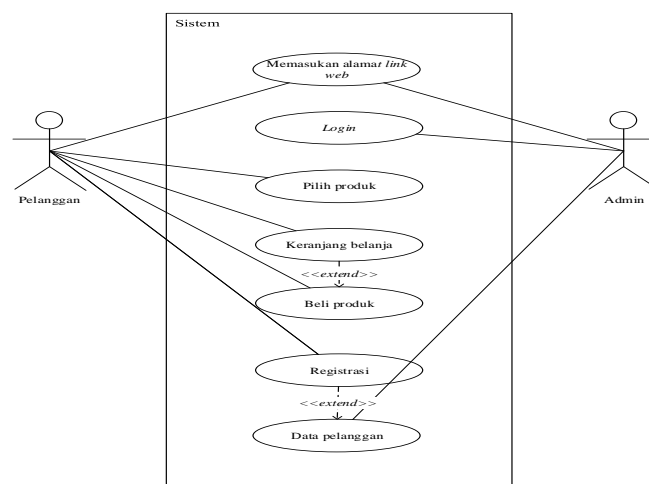 Sistem
Memasukan alamat link
web
Login
Pilih produk
Pelanggan
Admin
Keranjang belanja
<<extend>>
Beli produk
Registrasi
<<extend>>
Data pelanggan